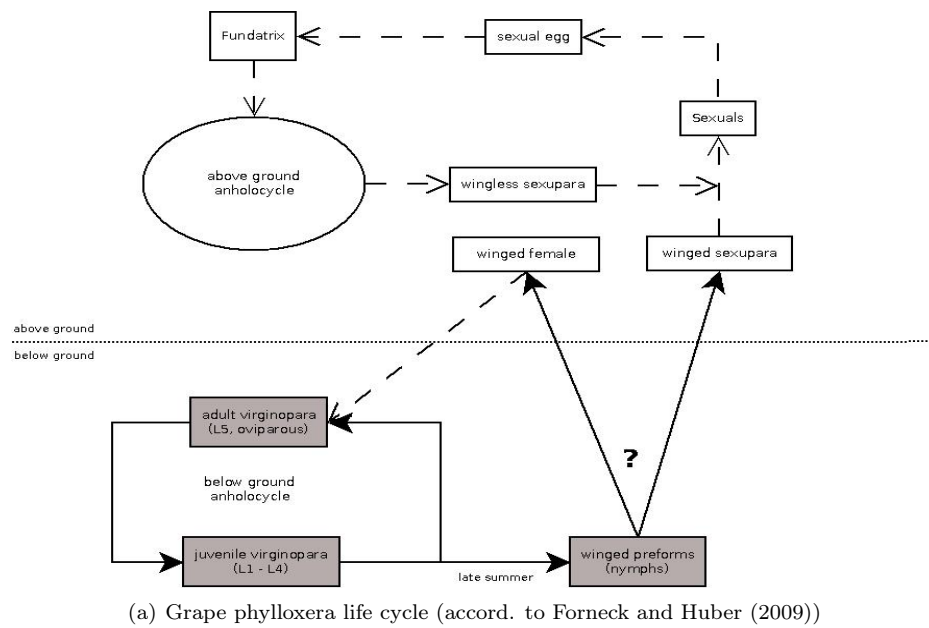 Fundatrix
sexual egg
Sexuals
above ground
anholocycle
wingless sexupara
winged female
winged sexupara
above ground
below ground
adult virginopara
(L5, oviparous)
below ground
anholocycle
?
juvenile virginopara
(L1 - L4)
late summer
winged preforms
(nymphs)
(a) Grape phylloxera life cycle (accord. to Forneck and Huber (2009))